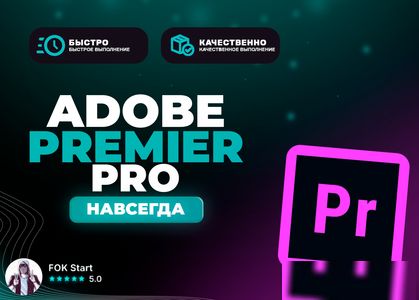 БЫСТРО
БЫСТРОЕ ВЫПОЛНЕНИЕ
КАЧЕСТВЕННО
КАЧЕСТВЕННОЕ ВЫПОЛНЕНИЕ
ADOBE
PREMIER
PRO
НАВСЕГДА
Pr
FOK Start
5.0